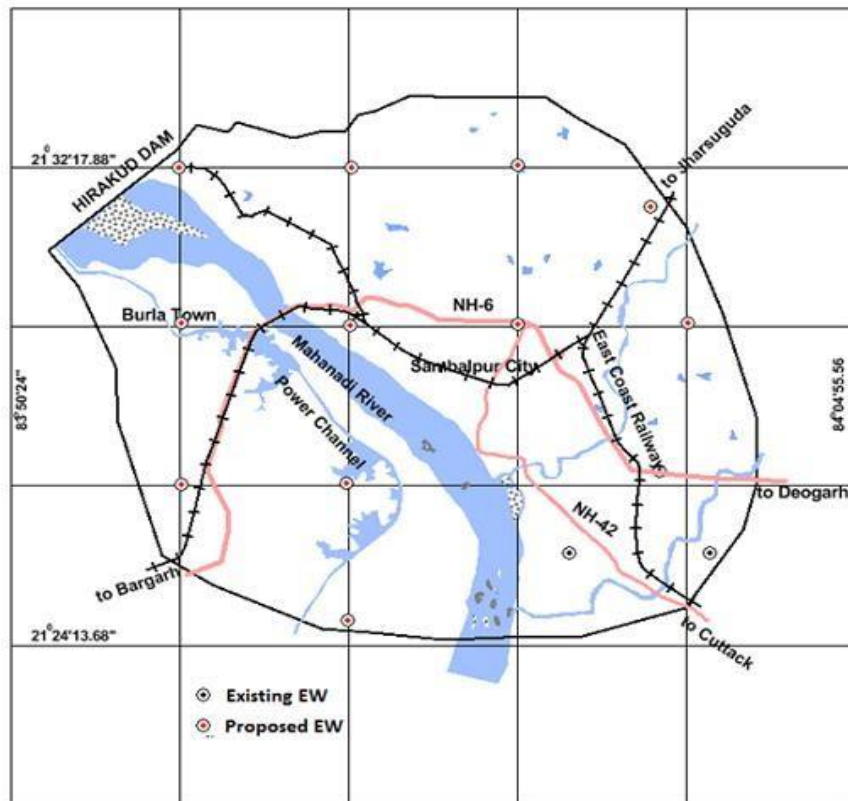 to Jharsuguda
21°32'17.88"
HIRAKUD DAM
NH-6
Burla Town
Sambalpur City
Mahanadi River
East Coast Railway
83°50'24"
84°04'55.56
Power Channel
to Deogarh
NH-42
to Bargarh
to Cuttack
21°24'13.68"
Existing EW
Proposed EW